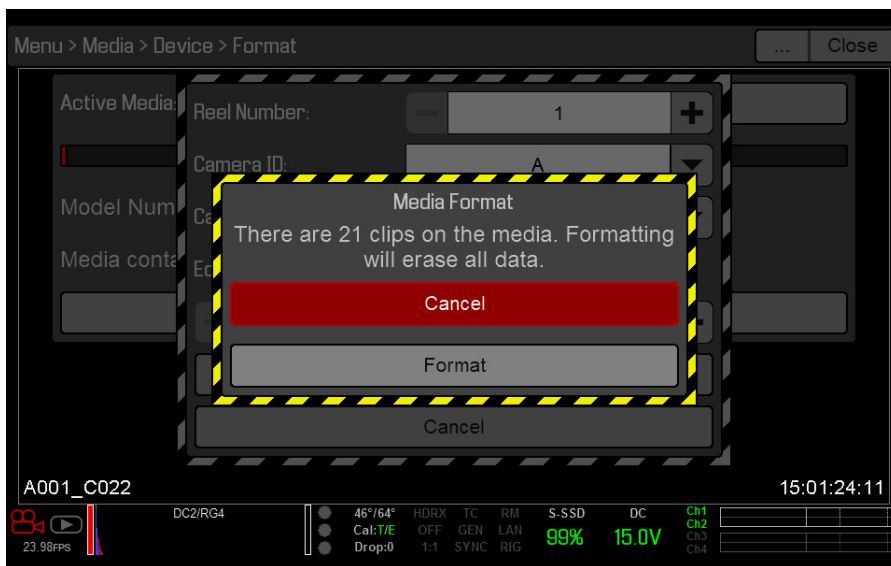 Menu > Media > Device > Format
... Close
Active Media:
Reel Number: 1 +
Camera ID: A
Model Num
Media Format
There are 21 clips on the media. Formatting
will erase all data.
Media conta
Cancel
Format
Cancel
A001_C022 15:01:24:11
DC2/RG4 46°/64° HDRX TC RM S-SSD DC Ch1
Cal:T/E OFF GEN LAN 99% 15.0V Ch2
23.98FPS Drop:0 1:1 SYNC RIG Ch3
Ch4